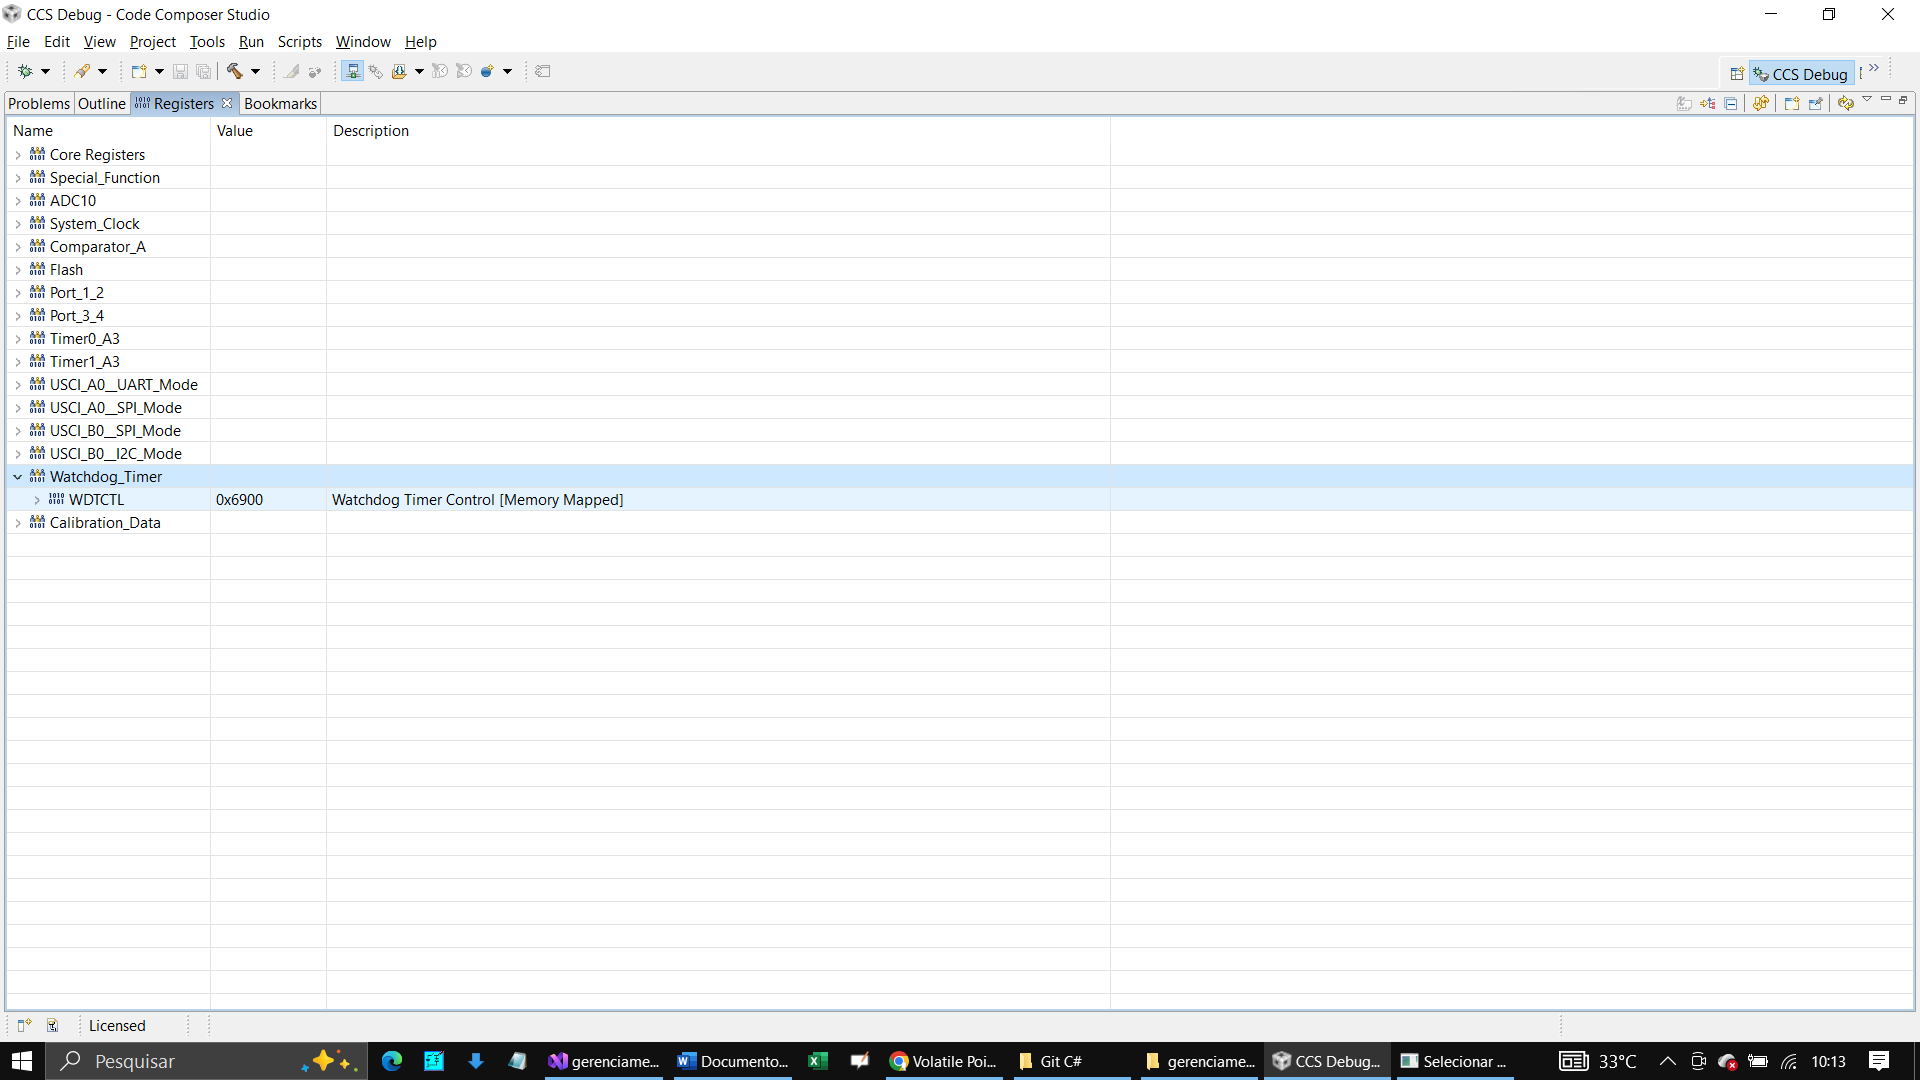 CCS Debug - Code Composer Studio
File Edit View Project Tools Run Scripts Window Help
CCS Debug
Problems Outline Registers Bookmarks
Name Value Description
Core Registers
Special_Function
ADC10
System_Clock
Comparator_A
Flash
Port_1_2
Port_3_4
Timer0_A3
Timer1_A3
USCI_A0__UART_Mode
USCI_A0__SPI_Mode
USCI_B0__SPI_Mode
USCI_B0__I2C_Mode
Watchdog_Timer
WDTCTL 0x6900 Watchdog Timer Control [Memory Mapped]
Calibration_Data
Licensed
Pesquisar gerenciame... Documento... Volatile Poi... Git C# gerenciame... CCS Debug... Selecionar ... 33°C 10:13